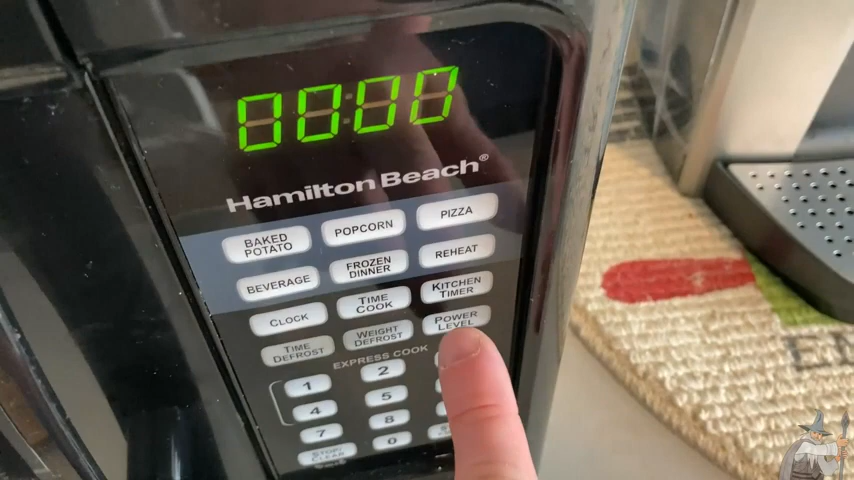 00:00
Hamilton Beach®
BAKED
POTATO
POPCORN
PIZZA
BEVERAGE
FROZEN
DINNER
REHEAT
CLOCK
TIME
COOK
KITCHEN
TIMER
TIME
DEFROST
WEIGHT
DEFROST
POWER
LEVEL
EXPRESS COOK
1
2
4
5
7
8
STOP/
CLEAR
0